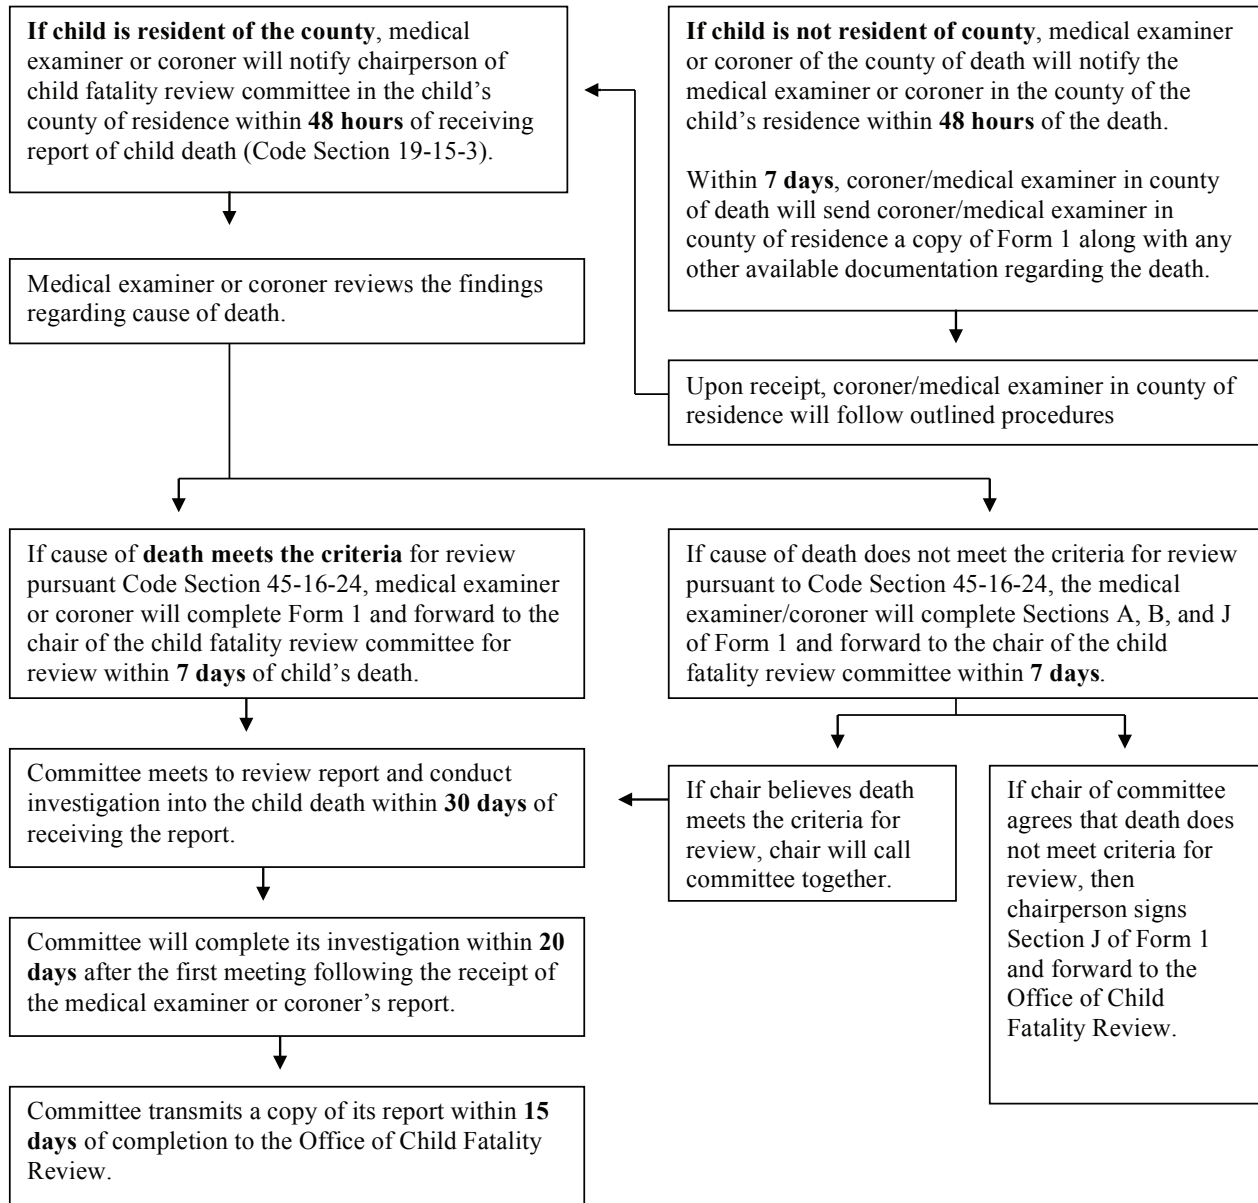 If child is resident of the county, medical
examiner or coroner will notify chairperson of
child fatality review committee in the child’s
county of residence within 48 hours of receiving
report of child death (Code Section 19-15-3).
If child is not resident of county, medical examiner
or coroner of the county of death will notify the
medical examiner or coroner in the county of the
child’s residence within 48 hours of the death.
Within 7 days, coroner/medical examiner in county
of death will send coroner/medical examiner in
county of residence a copy of Form 1 along with any
other available documentation regarding the death.
Medical examiner or coroner reviews the findings
regarding cause of death.
Upon receipt, coroner/medical examiner in county of
residence will follow outlined procedures
If cause of death meets the criteria for review
pursuant Code Section 45-16-24, medical examiner
or coroner will complete Form 1 and forward to the
chair of the child fatality review committee for
review within 7 days of child’s death.
If cause of death does not meet the criteria for review
pursuant to Code Section 45-16-24, the medical
examiner/coroner will complete Sections A, B, and J
of Form 1 and forward to the chair of the child
fatality review committee within 7 days.
Committee meets to review report and conduct
investigation into the child death within 30 days of
receiving the report.
If chair believes death
meets the criteria for
review, chair will call
committee together.
If chair of committee
agrees that death does
not meet criteria for
review, then
chairperson signs
Section J of Form 1
and forward to the
Office of Child
Fatality Review.
Committee will complete its investigation within 20
days after the first meeting following the receipt of
the medical examiner or coroner’s report.
Committee transmits a copy of its report within 15
days of completion to the Office of Child Fatality
Review.